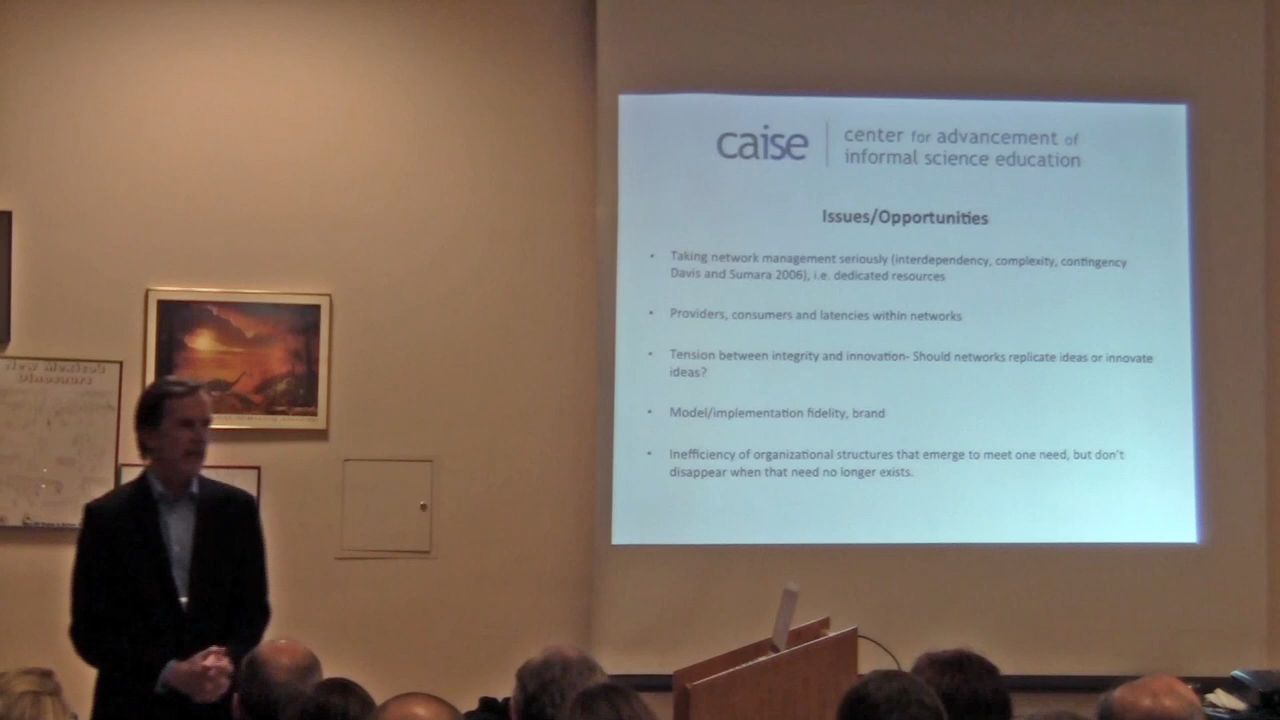 caise
center for advancement of
informal science education
Issues/Opportunities
• Taking network management seriously (interdependency, complexity, contingency
Davis and Sumara 2006), i.e. dedicated resources
• Providers, consumers and latencies within networks
• Tension between integrity and innovation- Should networks replicate ideas or innovate
ideas?
• Model/implementation fidelity, brand
• Inefficiency of organizational structures that emerge to meet one need, but don't
disappear when that need no longer exists.
New Mexico's
Dinosaurs